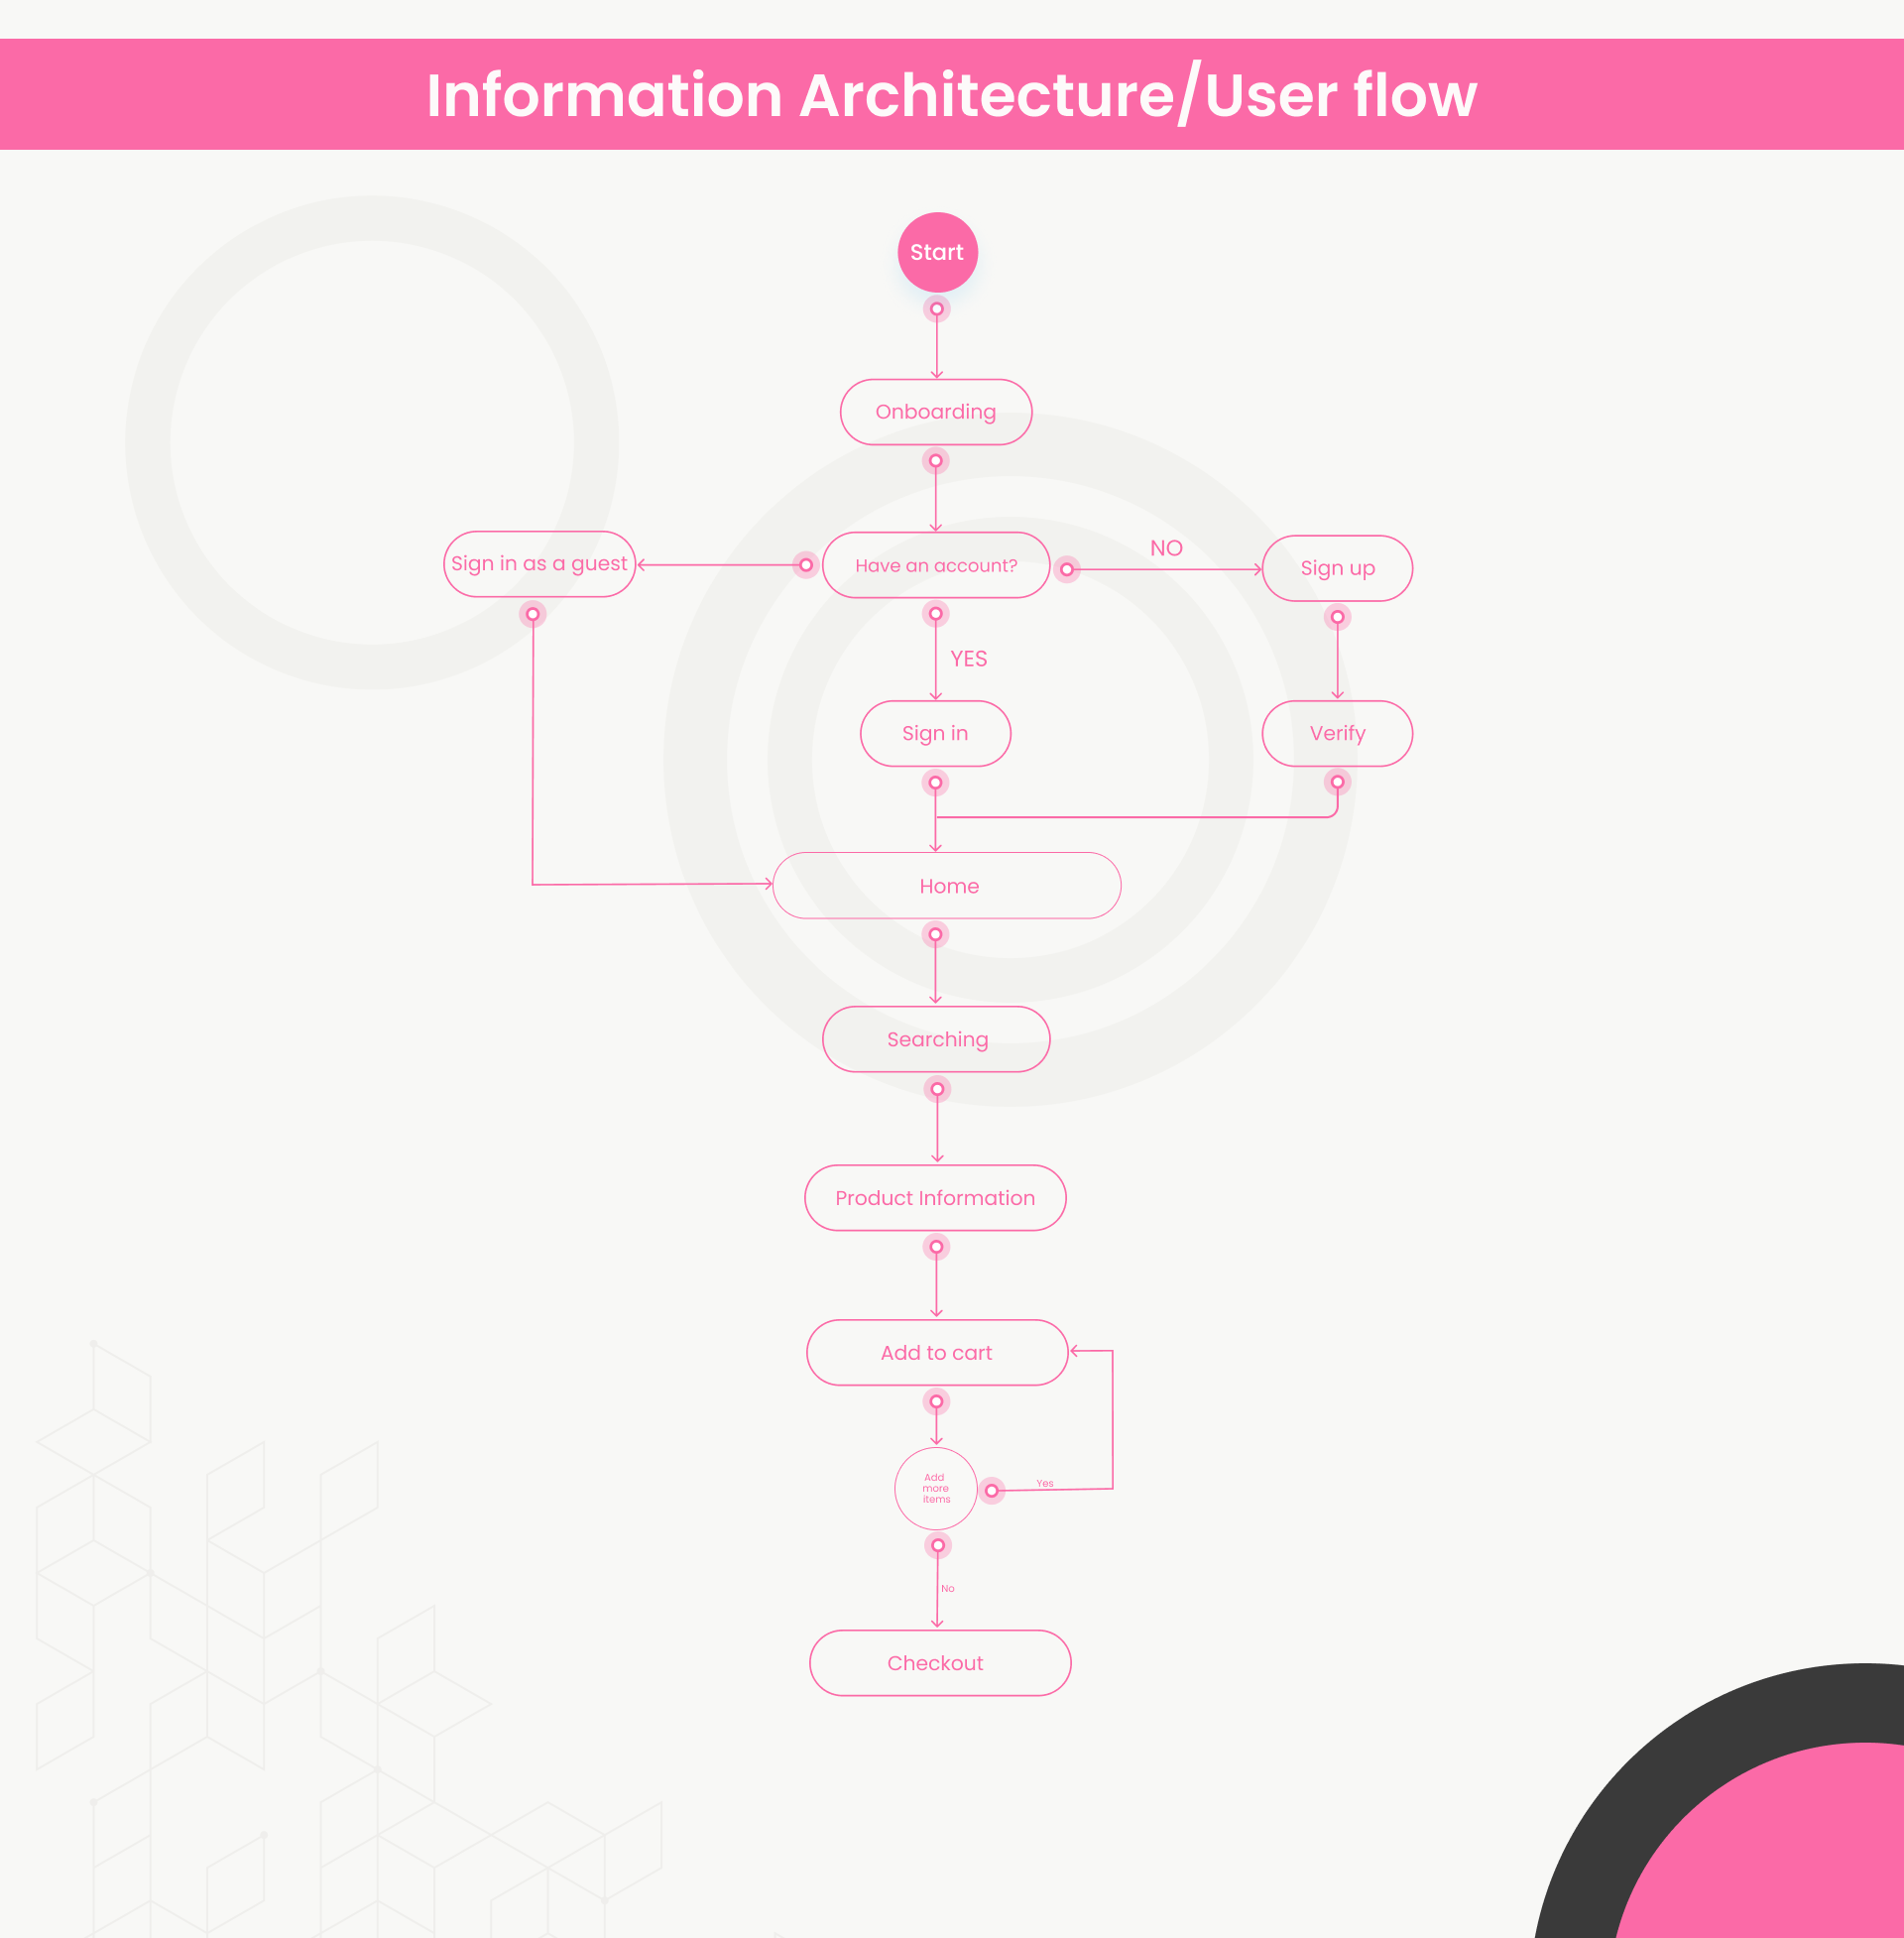 Information Architecture/User flow
Start
Onboarding
Sign in as a guest
Have an account?
NO
Sign up
YES
Sign in
Verify
Home
Searching
Product Information
Add to cart
Add
more
items
Yes
No
Checkout